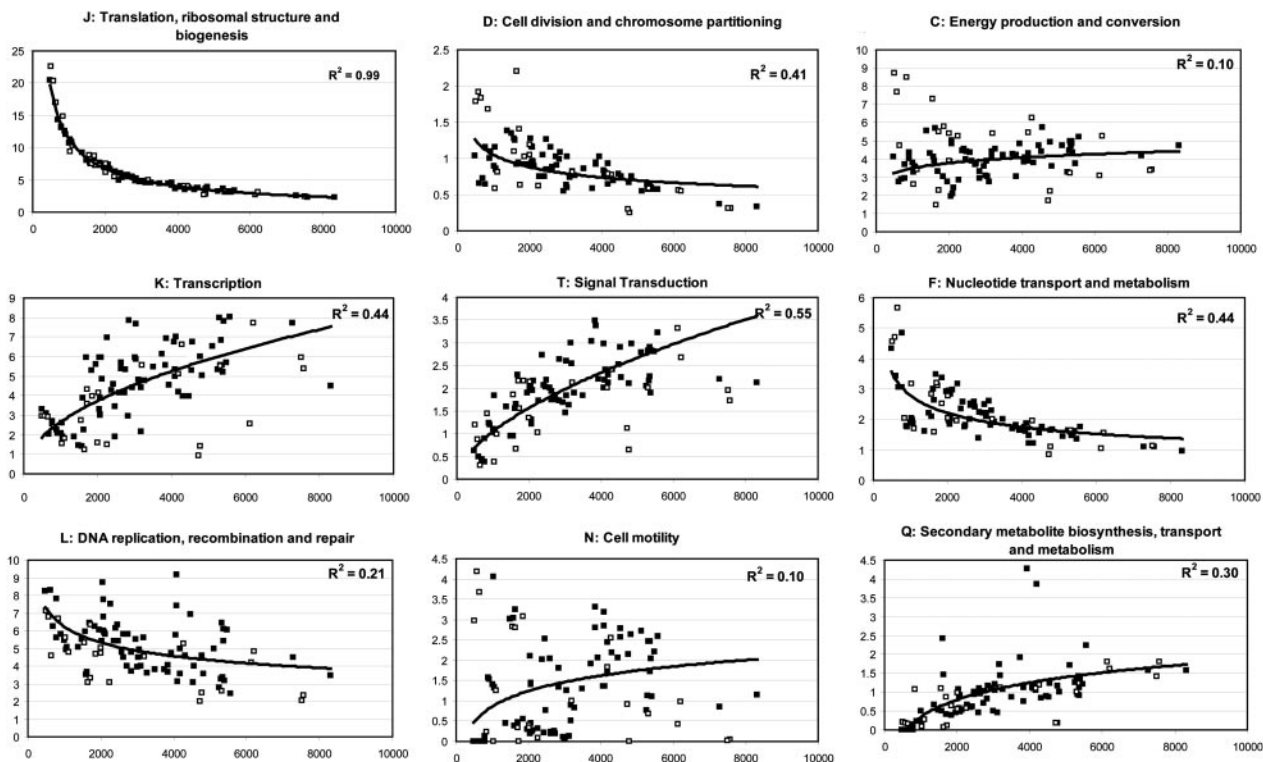 J: Translation, ribosomal structure and
biogenesis
R² = 0.99
25
20
15
10
5
0
0 2000 4000 6000 8000 10000
D: Cell division and chromosome partitioning
R² = 0.41
2.5
2
1.5
1
0.5
0
0 2000 4000 6000 8000 10000
C: Energy production and conversion
R² = 0.10
10
9
8
7
6
5
4
3
2
1
0
0 2000 4000 6000 8000 10000
K: Transcription
R² = 0.44
9
8
7
6
5
4
3
2
1
0
0 2000 4000 6000 8000 10000
T: Signal Transduction
R² = 0.55
4
3.5
3
2.5
2
1.5
1
0.5
0
0 2000 4000 6000 8000 10000
F: Nucleotide transport and metabolism
R² = 0.44
6
5
4
3
2
1
0
0 2000 4000 6000 8000 10000
L: DNA replication, recombination and repair
R² = 0.21
10
9
8
7
6
5
4
3
2
1
0
0 2000 4000 6000 8000 10000
N: Cell motility
R² = 0.10
4.5
4
3.5
3
2.5
2
1.5
1
0.5
0
0 2000 4000 6000 8000 10000
Q: Secondary metabolite biosynthesis, transport
and metabolism
R² = 0.30
4.5
4
3.5
3
2.5
2
1.5
1
0.5
0
0 2000 4000 6000 8000 10000